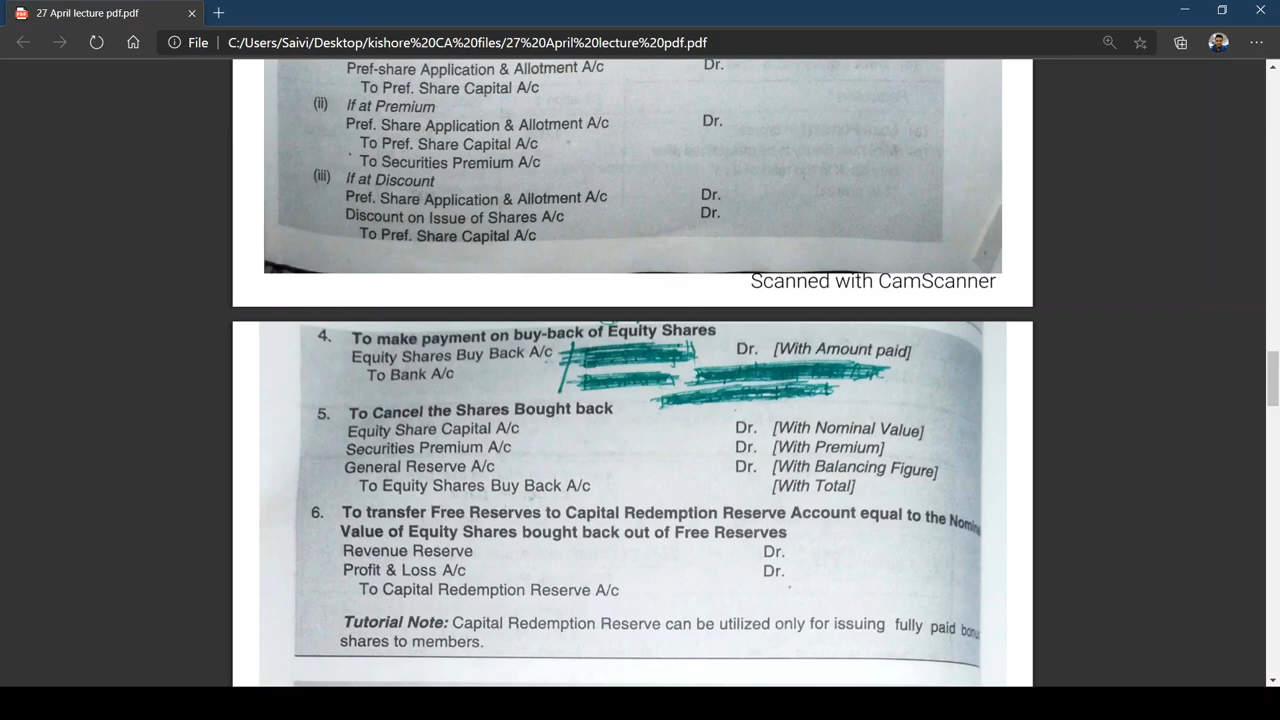 27 April lecture pdf.pdf
File
C:/Users/Saivi/Desktop/kishore%20CA%20files/27%20April%20lecture%20pdf.pdf
Pref-share Application & Allotment A/c Dr.
To Pref. Share Capital A/c
(ii) If at Premium
Pref. Share Application & Allotment A/c Dr.
To Pref. Share Capital A/c
To Securities Premium A/c
(iii) If at Discount
Pref. Share Application & Allotment A/c Dr.
Discount on Issue of Shares A/c Dr.
To Pref. Share Capital A/c
Scanned with CamScanner
4. To make payment on buy-back of Equity Shares
Equity Shares Buy Back A/c Dr. [With Amount paid]
To Bank A/c
5. To Cancel the Shares Bought back
Equity Share Capital A/c Dr. [With Nominal Value]
Securities Premium A/c Dr. [With Premium]
General Reserve A/c Dr. [With Balancing Figure]
To Equity Shares Buy Back A/c [With Total]
6. To transfer Free Reserves to Capital Redemption Reserve Account equal to the
Value of Equity Shares bought back out of Free Reserves
Revenue Reserve Dr.
Profit & Loss A/c Dr.
To Capital Redemption Reserve A/c
Tutorial Note: Capital Redemption Reserve can be utilized only for issuing fully paid
shares to members.